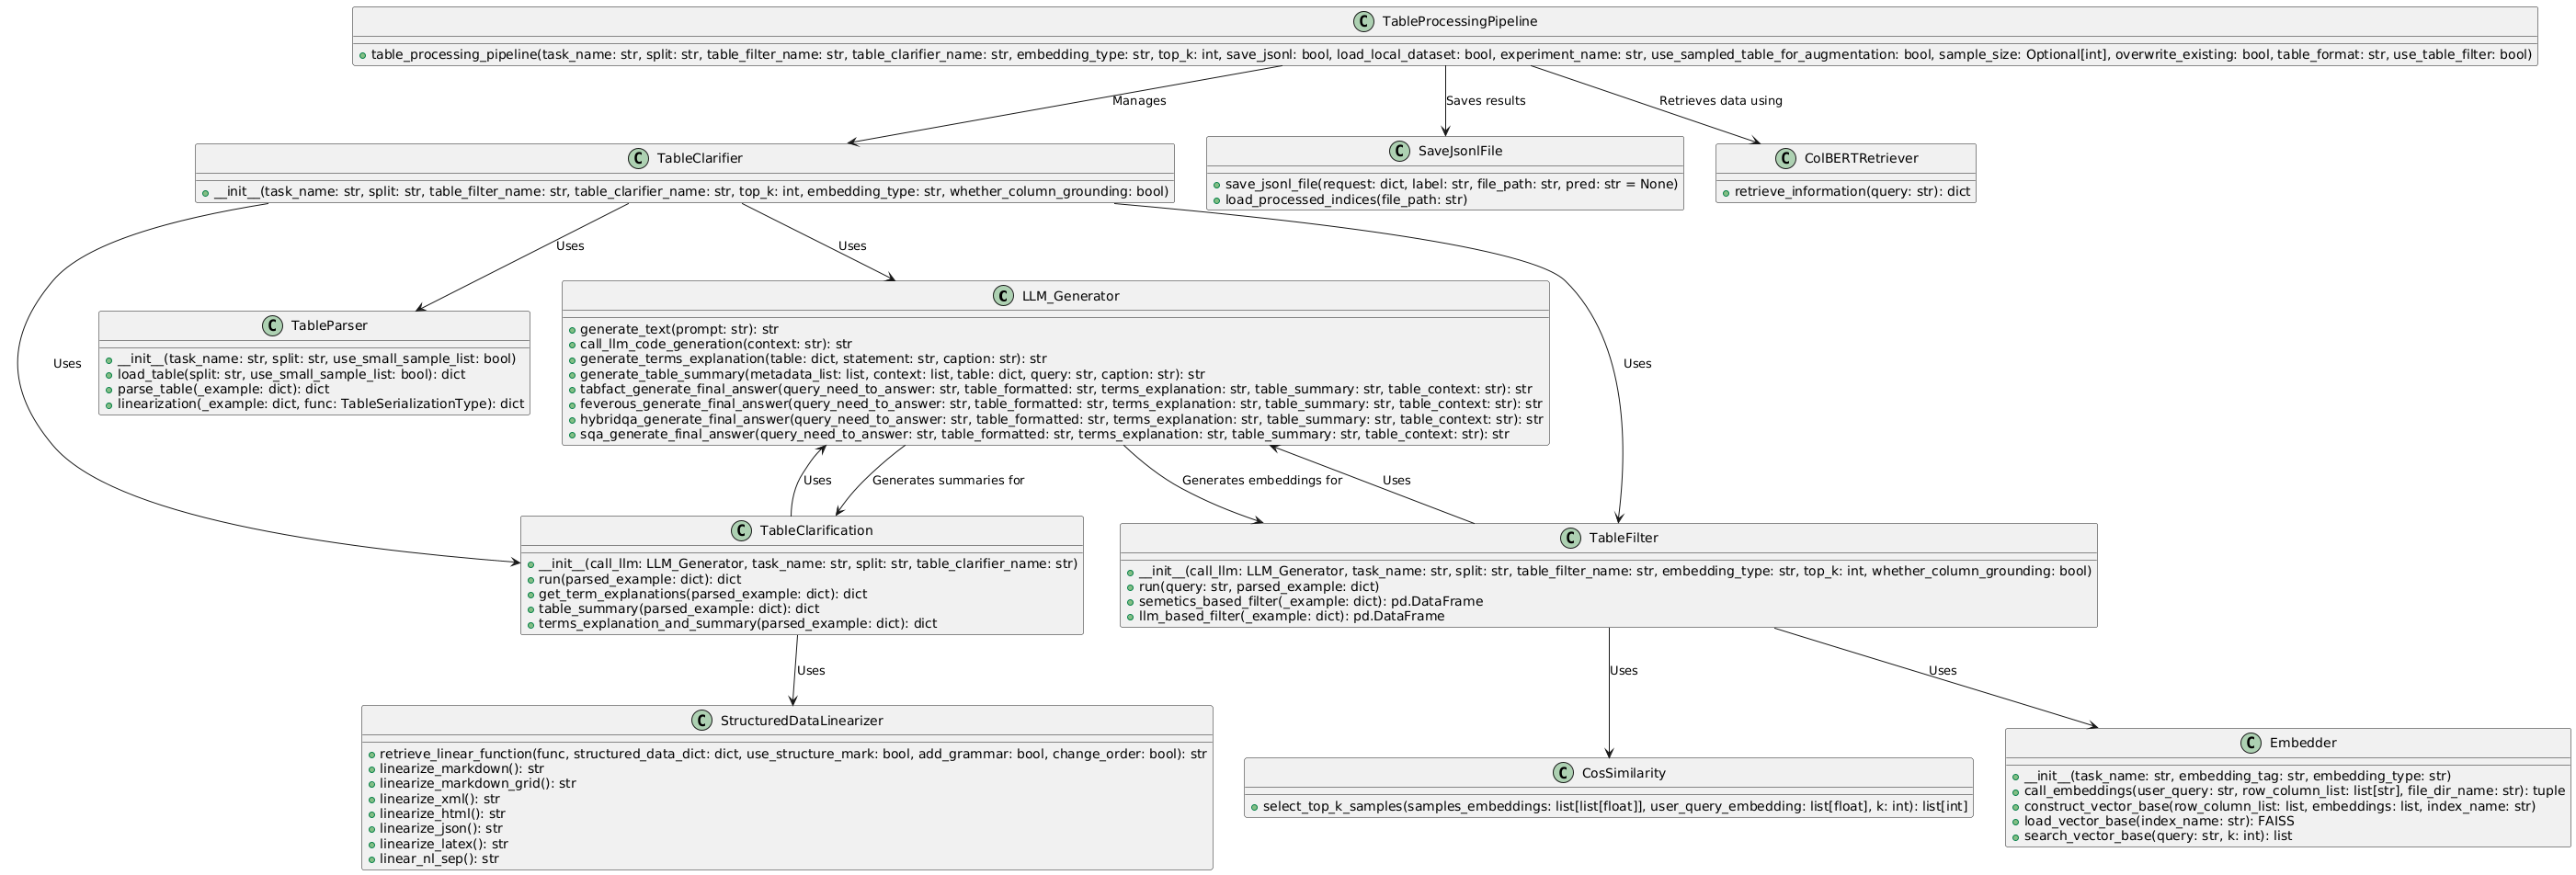 C TableProcessingPipeline
table_processing_pipeline(task_name: str, split: str, table_filter_name: str, table_clarifier_name: str, embedding_type: str, top_k: int, save_jsonl: bool, load_local_dataset: bool, experiment_name: str, use_sampled_table_for_augmentation: bool, sample_size: Optional[int], overwrite_existing: bool, table_format: str, use_table_filter: bool)
Manages
Saves results
Retrieves data using
C TableClarifier
__init__(task_name: str, split: str, table_filter_name: str, table_clarifier_name: str, top_k: int, embedding_type: str, whether_column_grounding: bool)
C SaveJsonlFile
save_jsonl_file(request: dict, label: str, file_path: str, pred: str = None)
load_processed_indices(file_path: str)
C ColBERTRetriever
retrieve_information(query: str): dict
Uses
Uses
Uses
Uses
C TableParser
__init__(task_name: str, split: str, use_small_sample_list: bool)
load_table(split: str, use_small_sample_list: bool): dict
parse_table(_example: dict): dict
linearization(_example: dict, func: TableSerializationType): dict
C LLM_Generator
generate_text(prompt: str): str
call_llm_code_generation(context: str): str
generate_terms_explanation(table: dict, statement: str, caption: str): str
generate_table_summary(metadata_list: list, context: list, table: dict, query: str, caption: str): str
tabfact_generate_final_answer(query_need_to_answer: str, table_formatted: str, terms_explanation: str, table_summary: str, table_context: str): str
feverous_generate_final_answer(query_need_to_answer: str, table_formatted: str, terms_explanation: str, table_summary: str, table_context: str): str
hybridqa_generate_final_answer(query_need_to_answer: str, table_formatted: str, terms_explanation: str, table_summary: str, table_context: str): str
sqa_generate_final_answer(query_need_to_answer: str, table_formatted: str, terms_explanation: str, table_summary: str, table_context: str): str
Uses
Generates summaries for
Generates embeddings for
Uses
C TableClarification
__init__(call_llm: LLM_Generator, task_name: str, split: str, table_clarifier_name: str)
run(parsed_example: dict): dict
get_term_explanations(parsed_example: dict): dict
table_summary(parsed_example: dict): dict
terms_explanation_and_summary(parsed_example: dict): dict
C TableFilter
__init__(call_llm: LLM_Generator, task_name: str, split: str, table_filter_name: str, embedding_type: str, top_k: int, whether_column_grounding: bool)
run(query: str, parsed_example: dict)
semetics_based_filter(_example: dict): pd.DataFrame
llm_based_filter(_example: dict): pd.DataFrame
Uses
Uses
Uses
C StructuredDataLinearizer
retrieve_linear_function(func, structured_data_dict: dict, use_structure_mark: bool, add_grammar: bool, change_order: bool): str
linearize_markdown(): str
linearize_markdown_grid(): str
linearize_xml(): str
linearize_html(): str
linearize_json(): str
linearize_latex(): str
linear_nl_sep(): str
C CosSimilarity
select_top_k_samples(samples_embeddings: list[list[float]], user_query_embedding: list[float], k: int): list[int]
C Embedder
__init__(task_name: str, embedding_tag: str, embedding_type: str)
call_embeddings(user_query: str, row_column_list: list[str], file_dir_name: str): tuple
construct_vector_base(row_column_list: list, embeddings: list, index_name: str)
load_vector_base(index_name: str): FAISS
search_vector_base(query: str, k: int): list